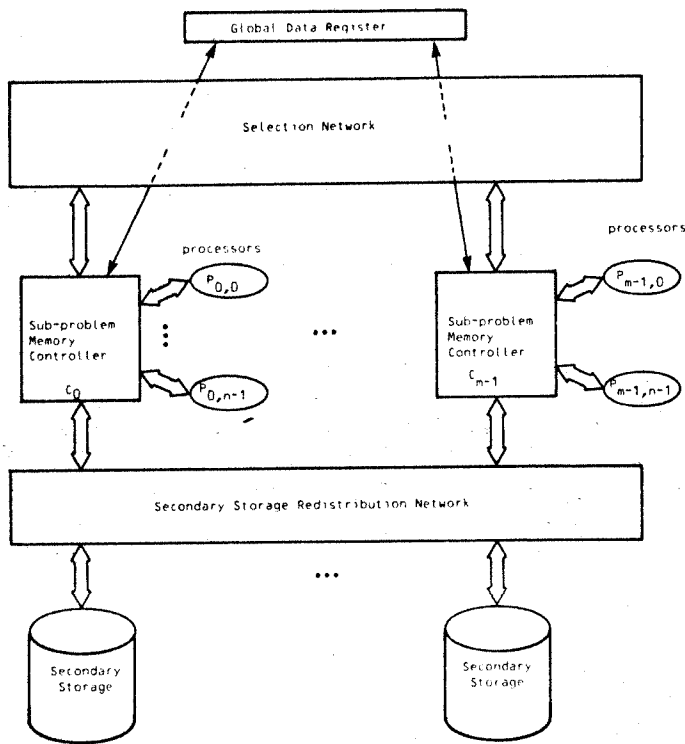 Global Data Register
Selection Network
processors
processors
P0,0
Pm-1,0
Sub-problem
Memory
Controller
C0
P0,n-1
...
Sub-problem
Memory
Controller
Cm-1
Pm-1,n-1
Secondary Storage Redistribution Network
...
Secondary
Storage
Secondary
Storage